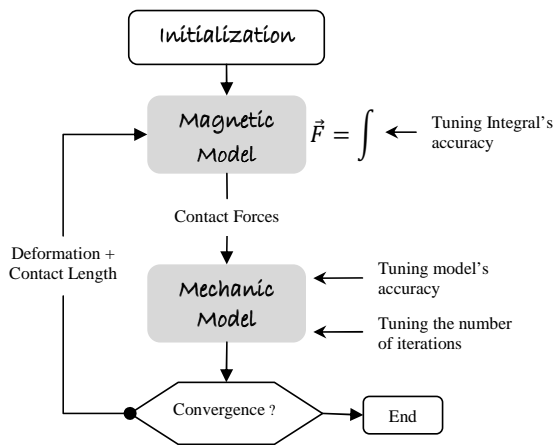 Initialization
Magnetic
Model
F⃗ = ∫
Tuning Integral's
accuracy
Contact Forces
Deformation +
Contact Length
Mechanic
Model
Tuning model's
accuracy
Tuning the number
of iterations
Convergence ?
End